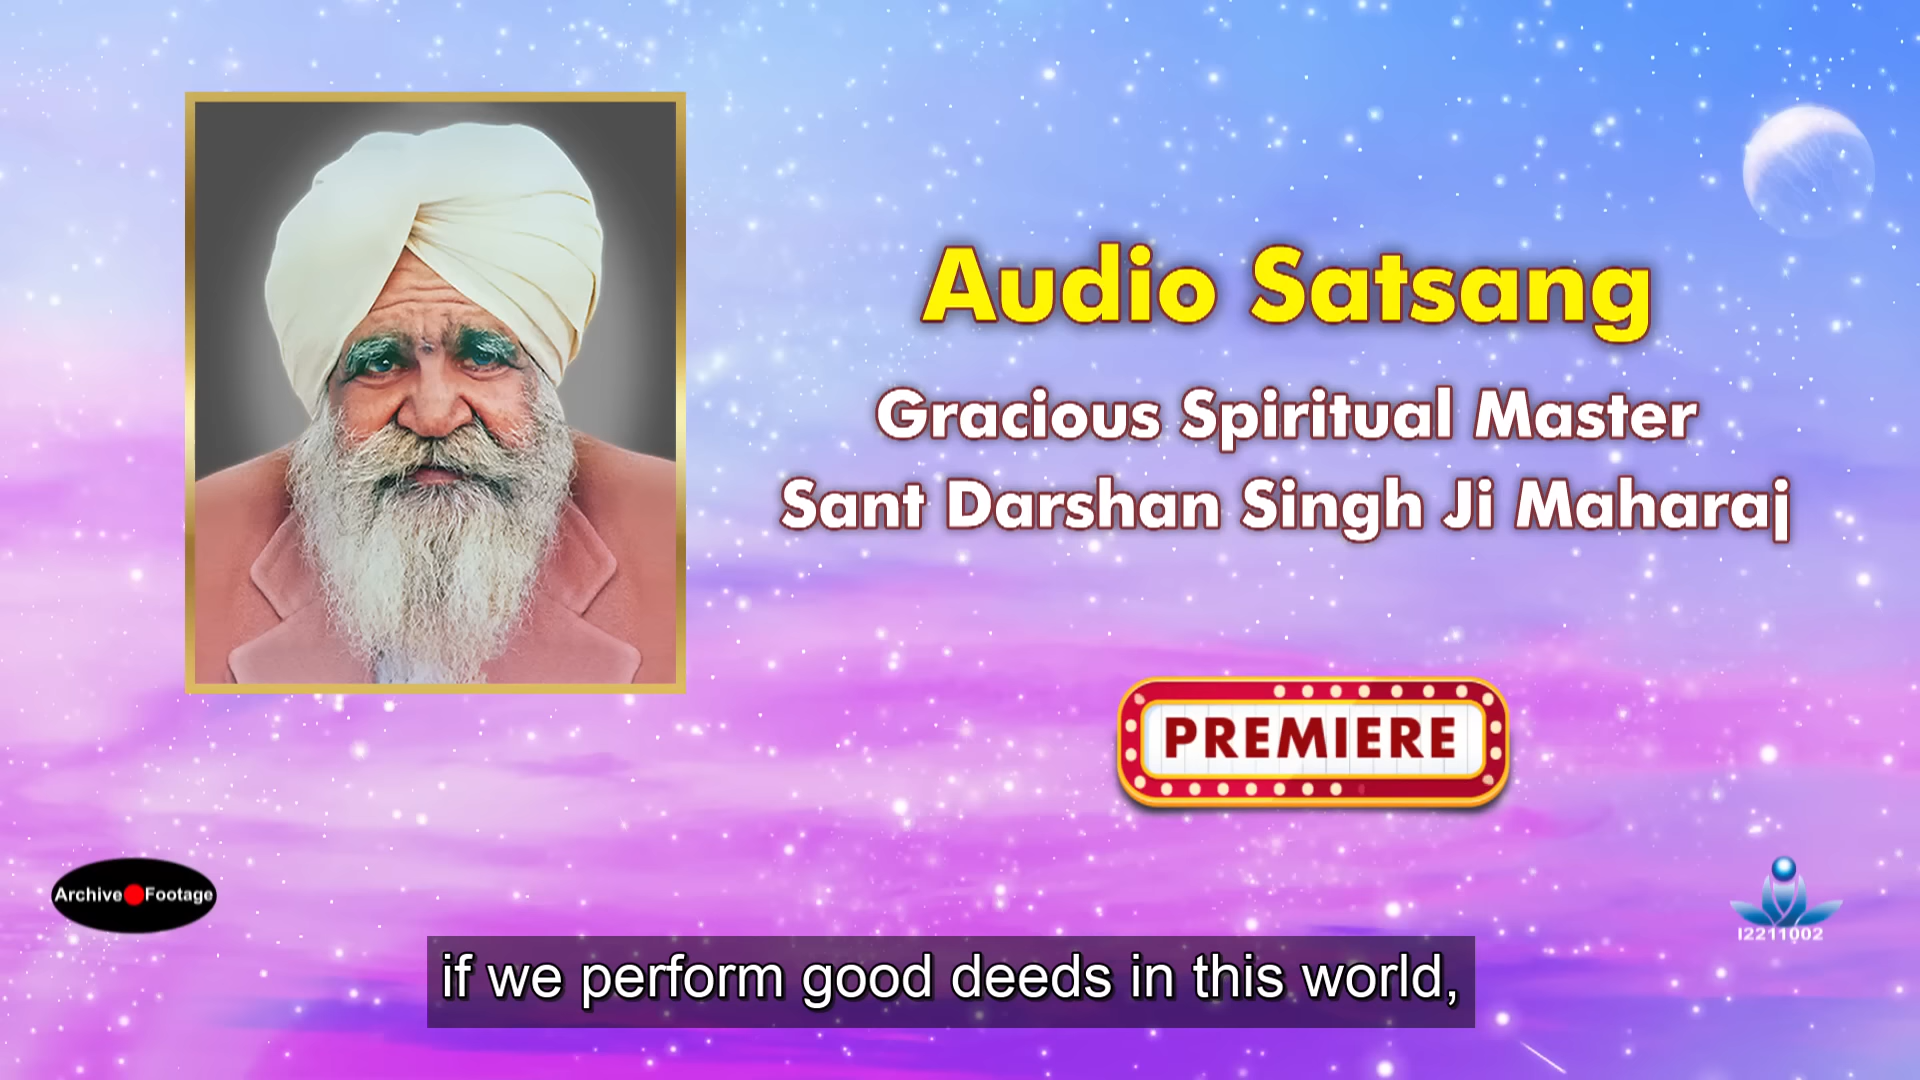 Audio Satsang
Gracious Spiritual Master
Sant Darshan Singh Ji Maharaj
PREMIERE
Archive Footage
I2211002
if we perform good deeds in this world,